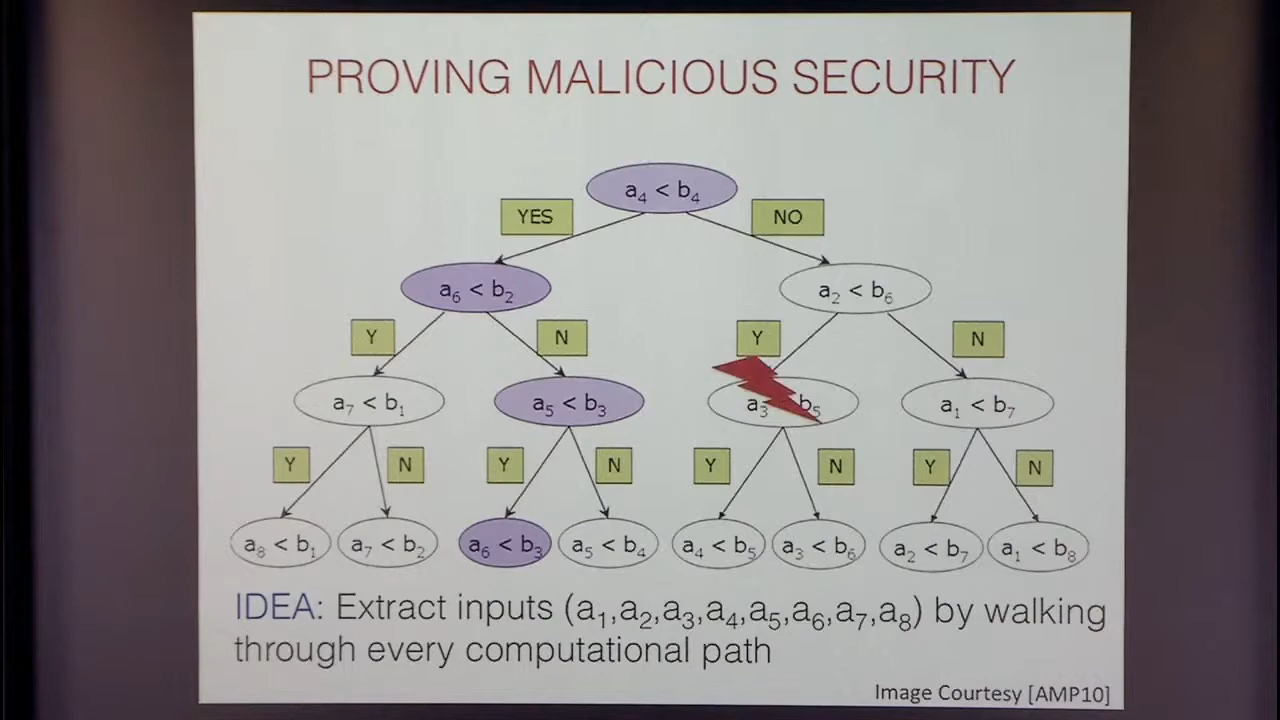 PROVING MALICIOUS SECURITY
a₄ < b₄
YES NO
a₆ < b₂ a₂ < b₆
Y N Y N
a₇ < b₁ a₅ < b₃ a₃ b₅ a₁ < b₇
Y N Y N Y N Y N
a₈ < b₁ a₇ < b₂ a₆ < b₃ a₅ < b₄ a₄ < b₅ a₃ < b₆ a₂ < b₇ a₁ < b₈
IDEA: Extract inputs (a₁,a₂,a₃,a₄,a₅,a₆,a₇,a₈) by walking
through every computational path
Image Courtesy [AMP10]